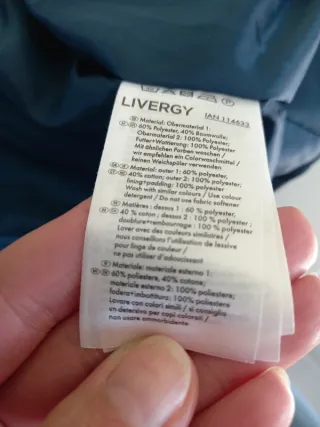 LIVERGY IAN 114633
Material: Obermaterial 1:
60% Polyester, 40% Baumwolle;
Obermaterial 2: 100% Polyester;
Futter+Wattierung: 100% Polyester
Mit ähnlichen Farben waschen /
wir empfehlen ein Colorwaschmittel /
keinen Weichspüler verwenden
Material: outer 1: 60% polyester,
40% cotton; outer 2: 100% polyester;
lining+padding: 100% polyester
Wash with similar colours / Use colour
detergent / Do not use fabric softener
Matières : dessus 1 : 60 % polyester,
40 % coton ; dessus 2 : 100 % polyester ;
doublure+rembourrage : 100 % polyester
Laver avec des couleurs similaires /
nous conseillons l'utilisation de lessive
pour linge de couleur /
ne pas utiliser d'adoucissant
Materiale: materiale esterno 1:
60% poliestere, 40% cotone;
materiale esterno 2: 100% poliestere;
fodera+imbottitura: 100% poliestere
Lavare con colori simili / si consiglia
un detersivo per capi colorati /
non usare ammorbidente